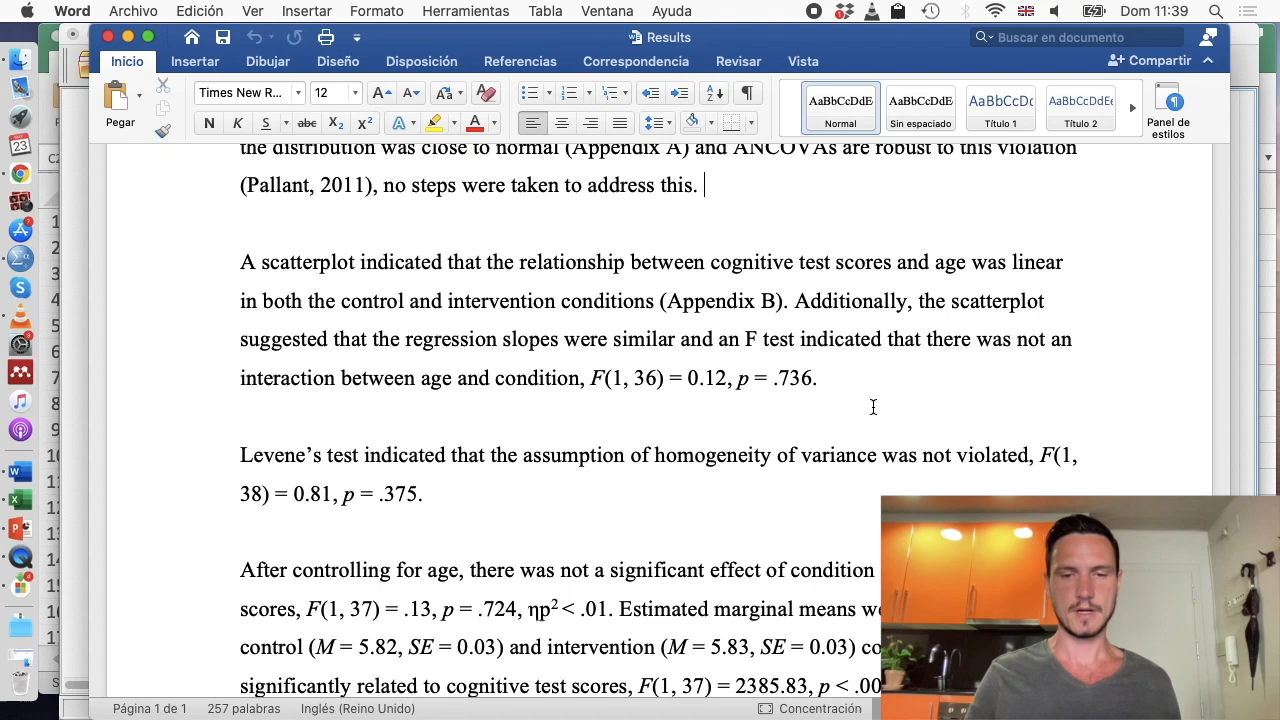 Word Archivo Edición Ver Insertar Formato Herramientas Tabla Ventana Ayuda Dom 11:39
Results
Buscar en documento
Inicio Insertar Dibujar Diseño Disposición Referencias Correspondencia Revisar Vista Compartir
Times New R... 12
AaBbCcDdE AaBbCcDdE AaBbCcDc AaBbCcDdE
Pegar
Normal Sin espaciado Título 1 Título 2 Panel de
estilos
the distribution was close to normal (Appendix A) and ANCOVAs are robust to this violation
(Pallant, 2011), no steps were taken to address this.
A scatterplot indicated that the relationship between cognitive test scores and age was linear
in both the control and intervention conditions (Appendix B). Additionally, the scatterplot
suggested that the regression slopes were similar and an F test indicated that there was not an
interaction between age and condition, F(1, 36) = 0.12, p = .736.
Levene’s test indicated that the assumption of homogeneity of variance was not violated, F(1,
38) = 0.81, p = .375.
After controlling for age, there was not a significant effect of condition
scores, F(1, 37) = .13, p = .724, ηp² < .01. Estimated marginal means
control (M = 5.82, SE = 0.03) and intervention (M = 5.83, SE = 0.03)
significantly related to cognitive test scores, F(1, 37) = 2385.83, p < .00
Página 1 de 1 257 palabras Inglés (Reino Unido) Concentración